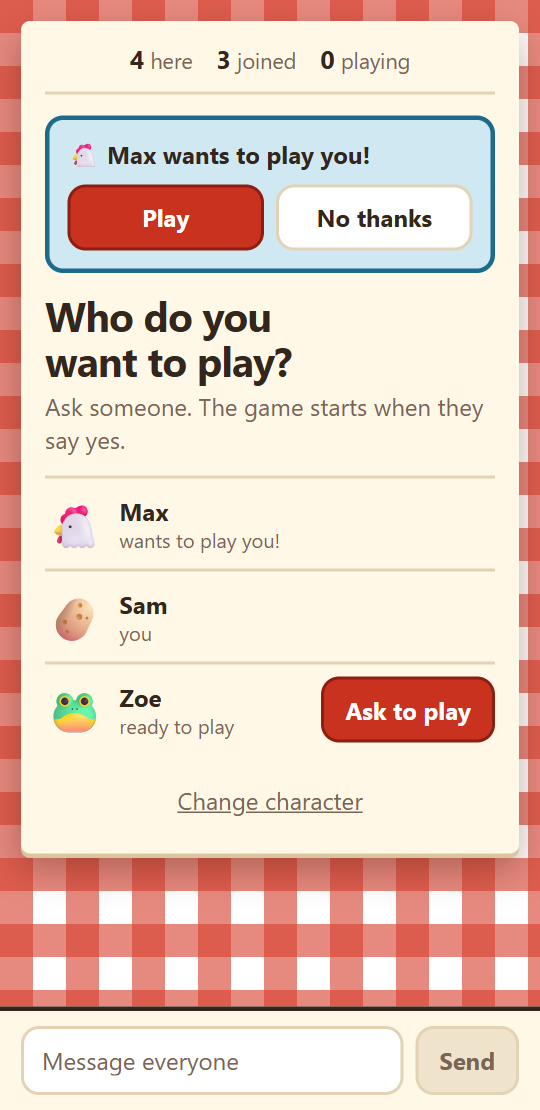 4 here 3 joined 0 playing
Max wants to play you!
Play No thanks
Who do you
want to play?
Ask someone. The game starts when they
say yes.
Max
wants to play you!
Sam
you
Zoe
ready to play
Ask to play
Change character
Message everyone Send